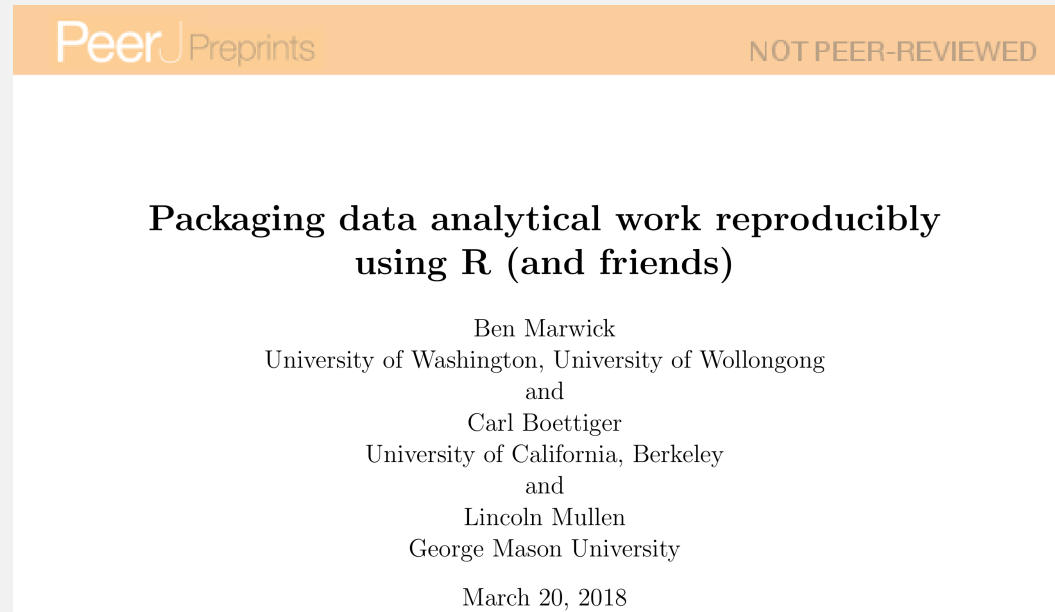 PeerJ Preprints
NOT PEER-REVIEWED
Packaging data analytical work reproducibly
using R (and friends)
Ben Marwick
University of Washington, University of Wollongong
and
Carl Boettiger
University of California, Berkeley
and
Lincoln Mullen
George Mason University
March 20, 2018